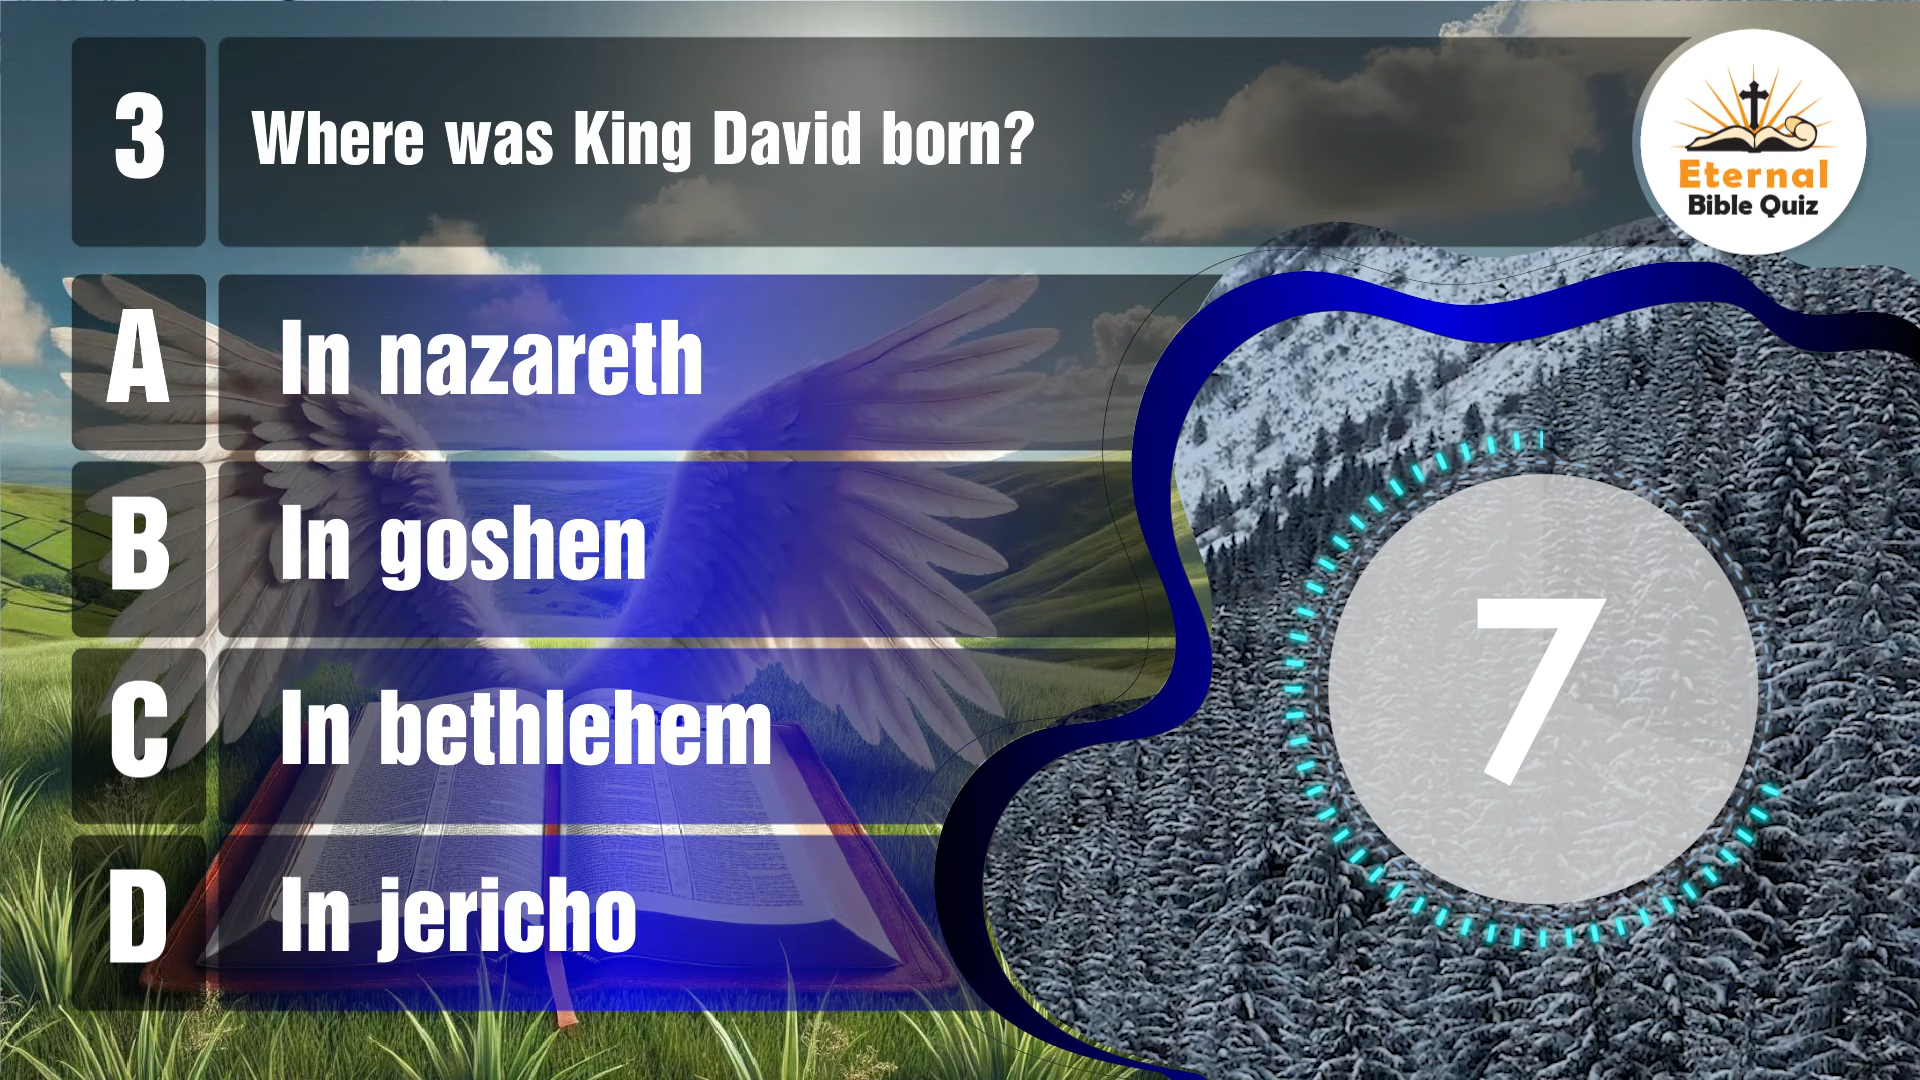 3
Where was King David born?
Eternal
Bible Quiz
A
In nazareth
B
In goshen
C
In bethlehem
D
In jericho
7